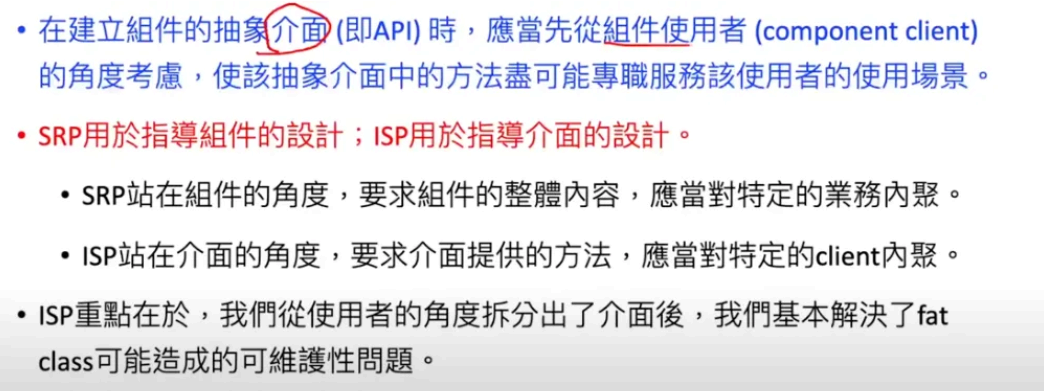 • 在建立組件的抽象介面 (即API) 時，應當先從組件使用者 (component client)
的角度考慮，使該抽象介面中的方法盡可能專職服務該使用者的使用場景。
• SRP用於指導組件的設計；ISP用於指導介面的設計。
• SRP站在組件的角度，要求組件的整體內容，應當對特定的業務內聚。
• ISP站在介面的角度，要求介面提供的方法，應當對特定的client內聚。
• ISP重點在於，我們從使用者的角度拆分出了介面後，我們基本解決了fat
class可能造成的可維護性問題。